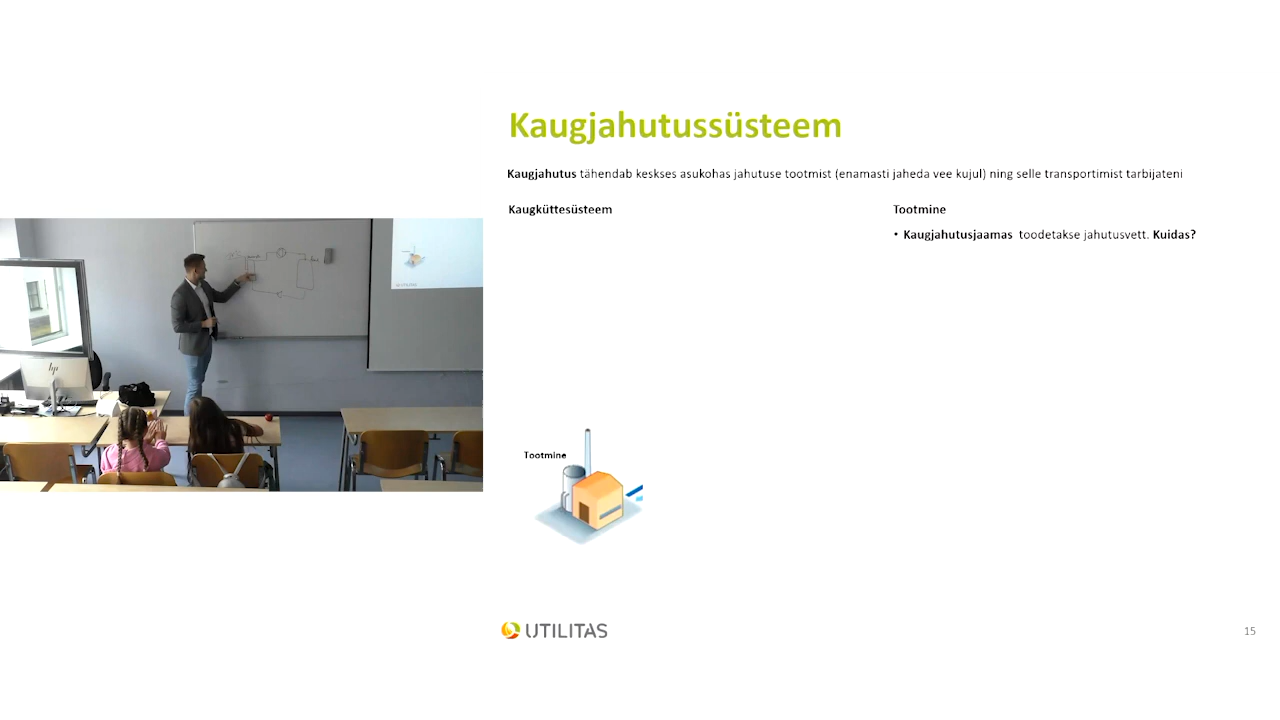 Kaugjahutussüsteem
Kaugjahutus tähendab keskses asukohas jahutuse tootmist (enamasti jaheda vee kujul) ning selle transportimist tarbijateni
Kaugküttesüsteem
Tootmine
• Kaugjahutusjaamas toodetakse jahutusvett. Kuidas?
Tootmine
hp
UTILITAS
15